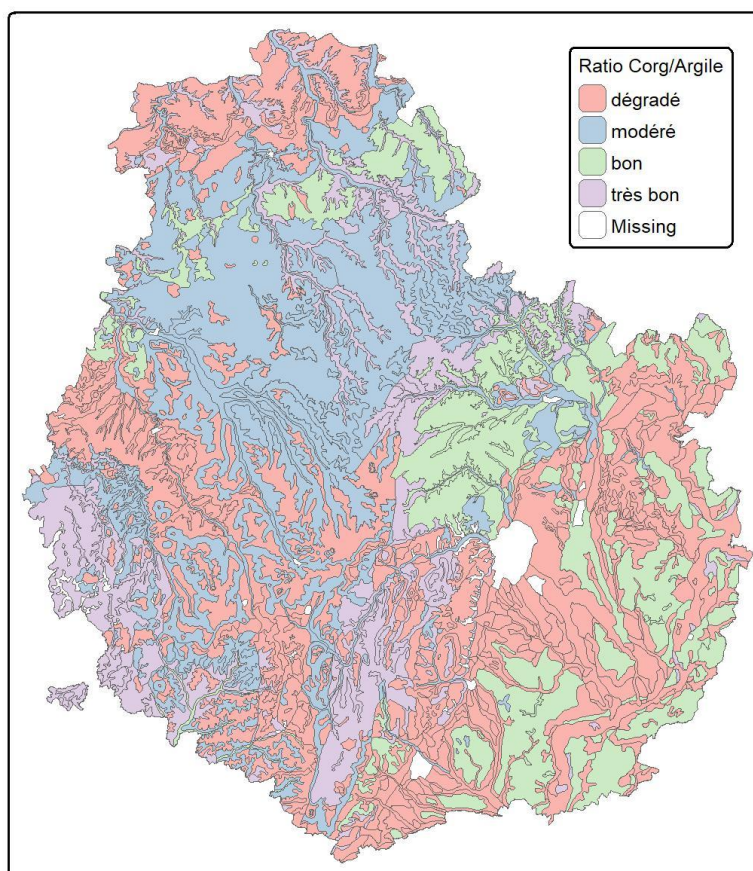 Ratio Corg/Argile
dégradé
modéré
bon
très bon
Missing